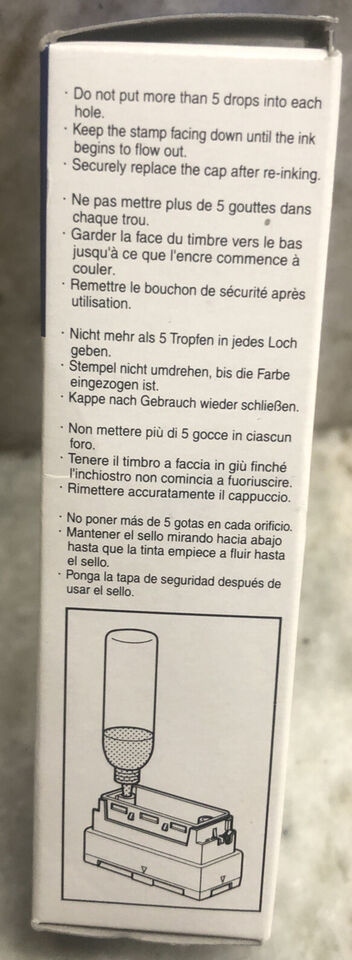 · Do not put more than 5 drops into each
hole.
· Keep the stamp facing down until the ink
begins to flow out.
· Securely replace the cap after re-inking.
· Ne pas mettre plus de 5 gouttes dans
chaque trou.
· Garder la face du timbre vers le bas
jusqu'à ce que l'encre commence à
couler.
· Remettre le bouchon de sécurité après
utilisation.
· Nicht mehr als 5 Tropfen in jedes Loch
geben.
· Stempel nicht umdrehen, bis die Farbe
eingezogen ist.
· Kappe nach Gebrauch wieder schließen.
· Non mettere più di 5 gocce in ciascun
foro.
· Tenere il timbro a faccia in giù finché
l'inchiostro non comincia a fuoriuscire.
· Rimettere accuratamente il cappuccio.
· No poner más de 5 gotas en cada orificio.
· Mantener el sello mirando hacia abajo
hasta que la tinta empiece a fluir hasta
el sello.
· Ponga la tapa de seguridad después de
usar el sello.